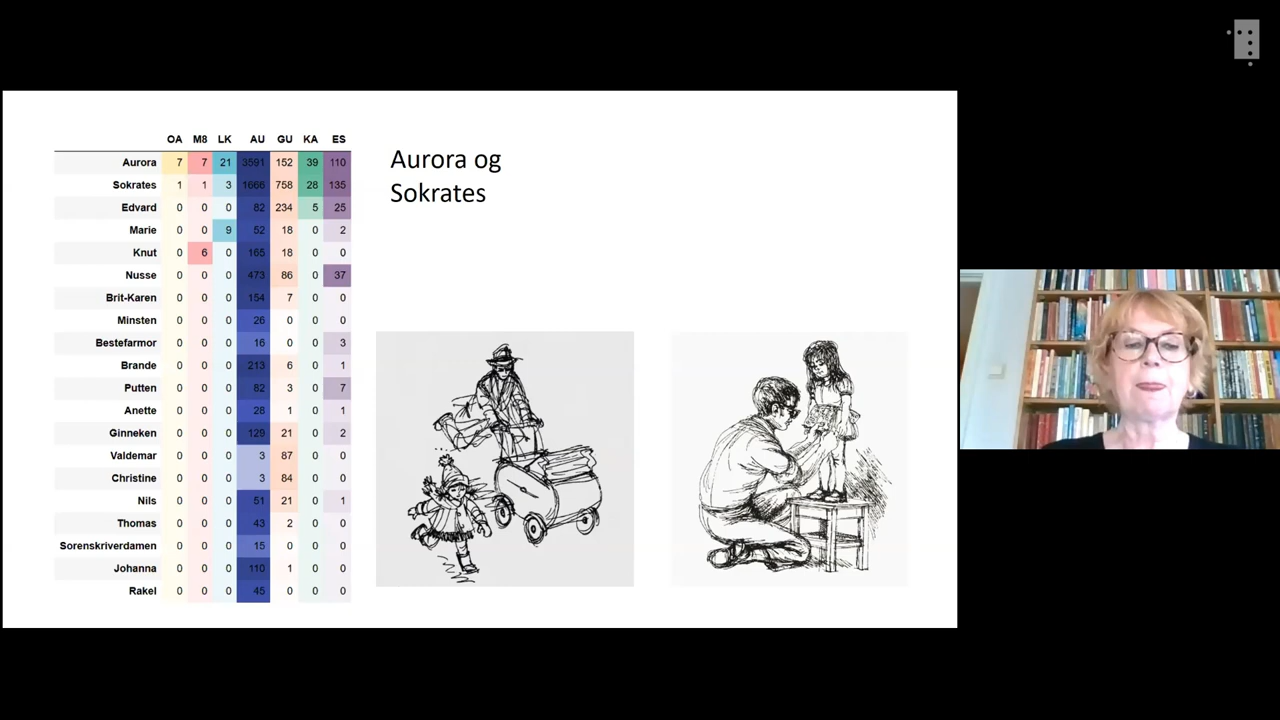 OA M8 LK AU GU KA ES
Aurora 7 7 21 3591 152 39 110
Sokrates 1 1 3 1666 758 28 135
Edvard 0 0 0 82 234 5 25
Marie 0 0 9 52 18 0 2
Knut 0 6 0 165 18 0 0
Nusse 0 0 0 473 86 0 37
Brit-Karen 0 0 0 154 7 0 0
Minsten 0 0 0 26 0 0 0
Bestefarmor 0 0 0 16 0 0 3
Brande 0 0 0 213 6 0 1
Putten 0 0 0 82 3 0 7
Anette 0 0 0 28 1 0 1
Ginneken 0 0 0 129 21 0 2
Valdemar 0 0 0 3 87 0 0
Christine 0 0 0 3 84 0 0
Nils 0 0 0 51 21 0 1
Thomas 0 0 0 43 2 0 0
Sorenskriverdamen 0 0 0 15 0 0 0
Johanna 0 0 0 110 1 0 0
Rakel 0 0 0 45 0 0 0
Aurora og
Sokrates